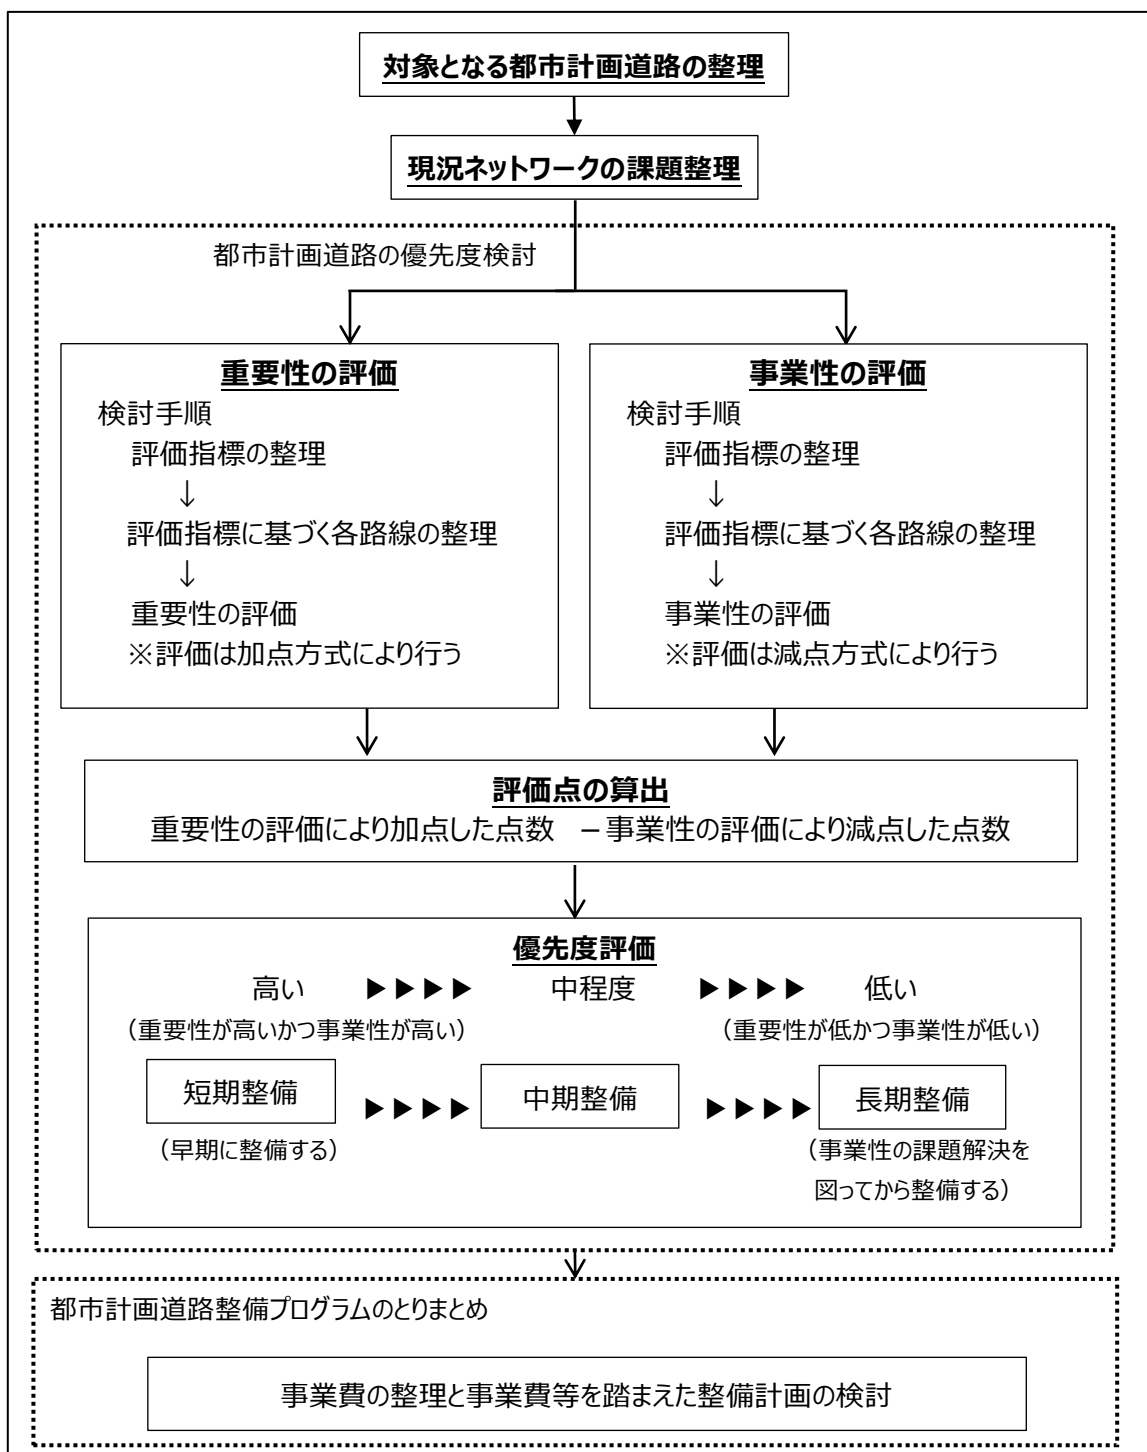 対象となる都市計画道路の整理
現況ネットワークの課題整理
都市計画道路の優先度検討
重要性の評価
検討手順
評価指標の整理
↓
評価指標に基づく各路線の整理
↓
重要性の評価
※評価は加点方式により行う
事業性の評価
検討手順
評価指標の整理
↓
評価指標に基づく各路線の整理
↓
事業性の評価
※評価は減点方式により行う
評価点の算出
重要性の評価により加点した点数 －事業性の評価により減点した点数
優先度評価
高い ▶▶▶▶ 中程度 ▶▶▶▶ 低い
（重要性が高いかつ事業性が高い） （重要性が低かつ事業性が低い）
短期整備 ▶▶▶▶ 中期整備 ▶▶▶▶ 長期整備
（早期に整備する） （事業性の課題解決を
図ってから整備する）
都市計画道路整備プログラムのとりまとめ
事業費の整理と事業費等を踏まえた整備計画の検討